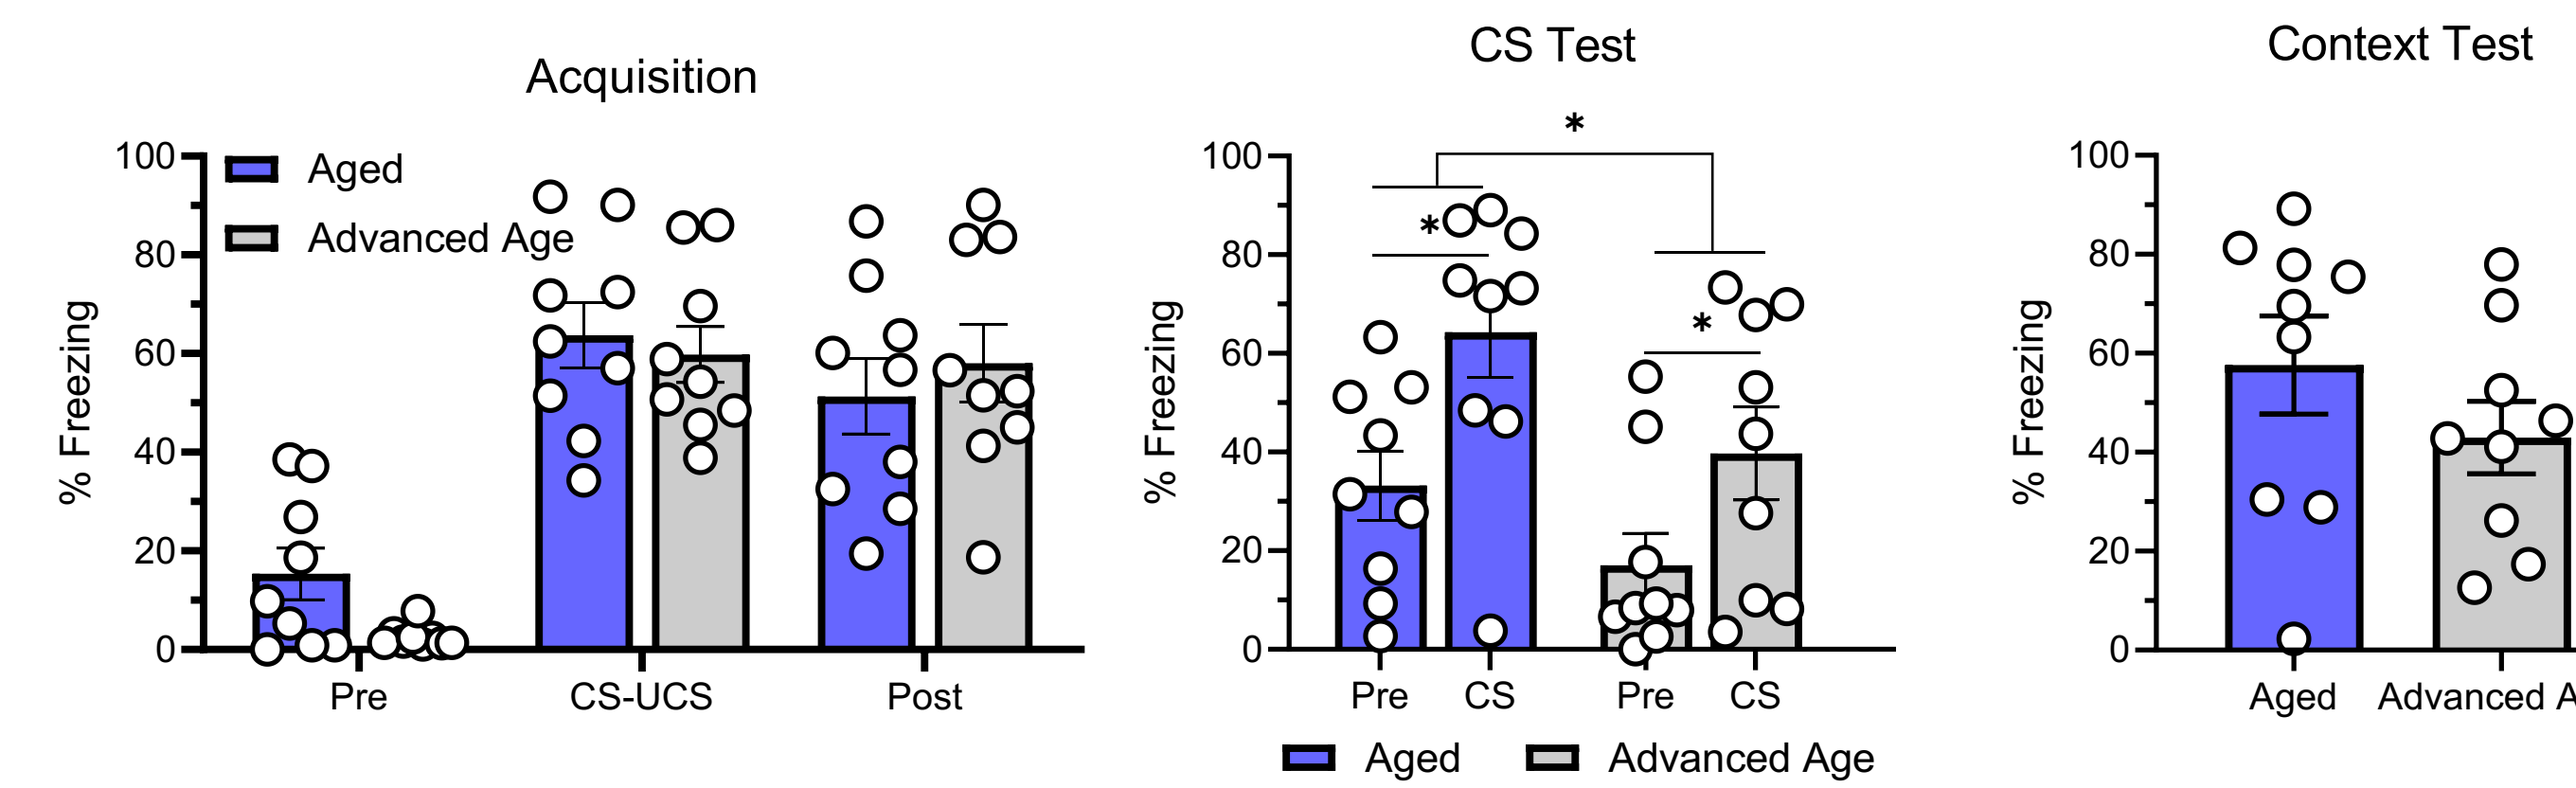 Acquisition
% Freezing
100
80
60
40
20
0
Aged
Advanced Age
Pre
CS-UCS
Post
CS Test
% Freezing
100
80
60
40
20
0
*
*
*
Pre
CS
Pre
CS
Aged
Advanced Age
Context Test
% Freezing
100
80
60
40
20
0
Aged
Advanced A